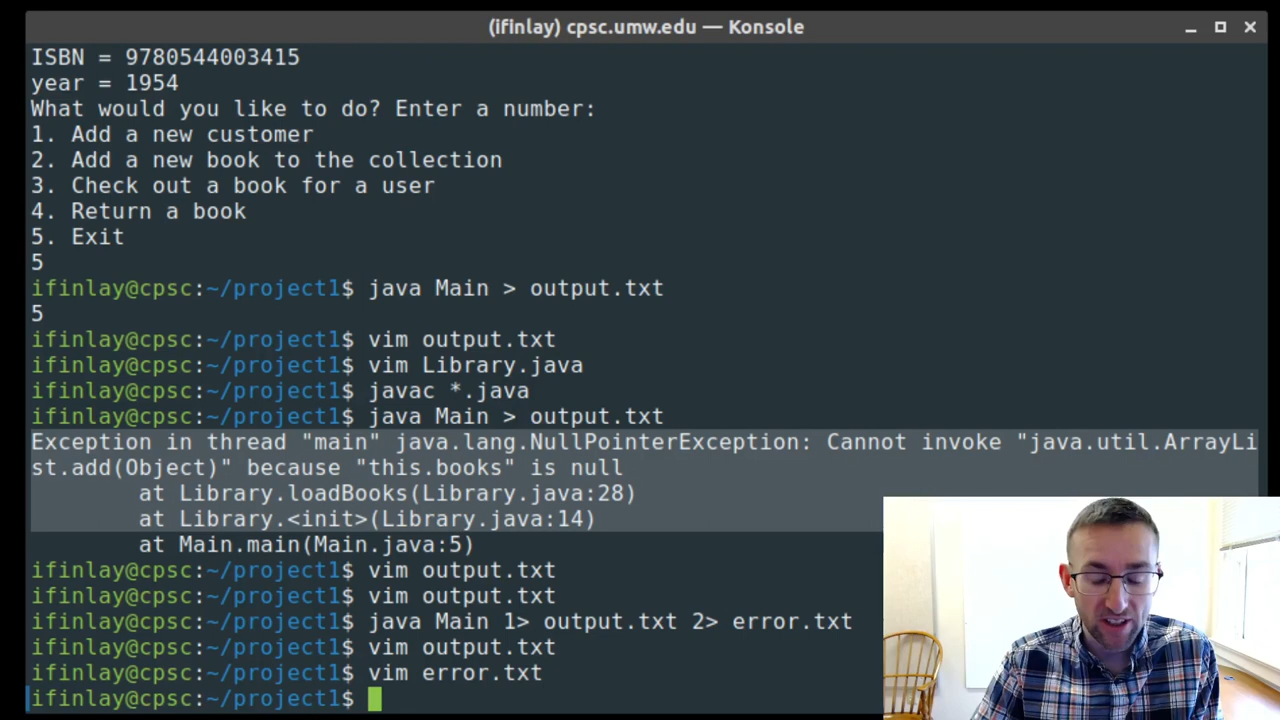 (ifinlay) cpsc.umw.edu — Konsole
ISBN = 9780544003415
year = 1954
What would you like to do? Enter a number:
1. Add a new customer
2. Add a new book to the collection
3. Check out a book for a user
4. Return a book
5. Exit
5
ifinlay@cpsc:~/project1$ java Main > output.txt
5
ifinlay@cpsc:~/project1$ vim output.txt
ifinlay@cpsc:~/project1$ vim Library.java
ifinlay@cpsc:~/project1$ javac *.java
ifinlay@cpsc:~/project1$ java Main > output.txt
Exception in thread "main" java.lang.NullPointerException: Cannot invoke "java.util.ArrayLi
st.add(Object)" because "this.books" is null
at Library.loadBooks(Library.java:28)
at Library.<init>(Library.java:14)
at Main.main(Main.java:5)
ifinlay@cpsc:~/project1$ vim output.txt
ifinlay@cpsc:~/project1$ vim output.txt
ifinlay@cpsc:~/project1$ java Main 1> output.txt 2> error.txt
ifinlay@cpsc:~/project1$ vim output.txt
ifinlay@cpsc:~/project1$ vim error.txt
ifinlay@cpsc:~/project1$